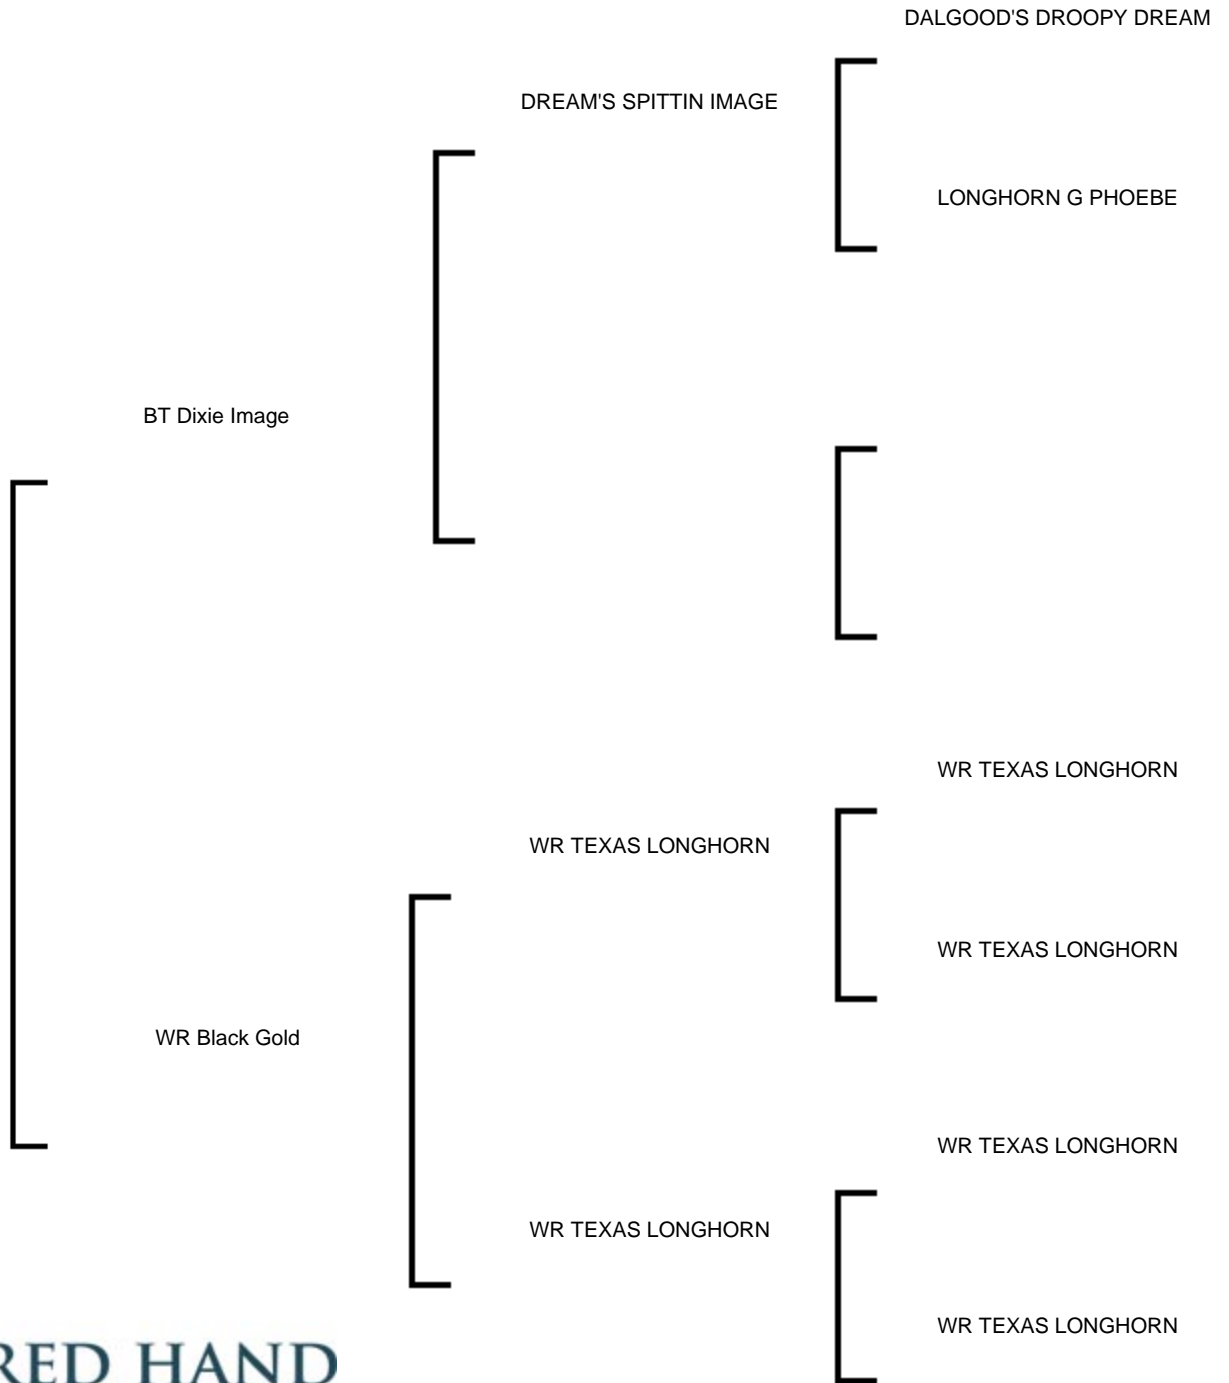 DALGOOD'S DROOPY DREAM
DREAM'S SPITTIN IMAGE
LONGHORN G PHOEBE
BT Dixie Image
WR TEXAS LONGHORN
WR TEXAS LONGHORN
WR TEXAS LONGHORN
WR Black Gold
WR TEXAS LONGHORN
WR TEXAS LONGHORN
WR TEXAS LONGHORN
RED HAND